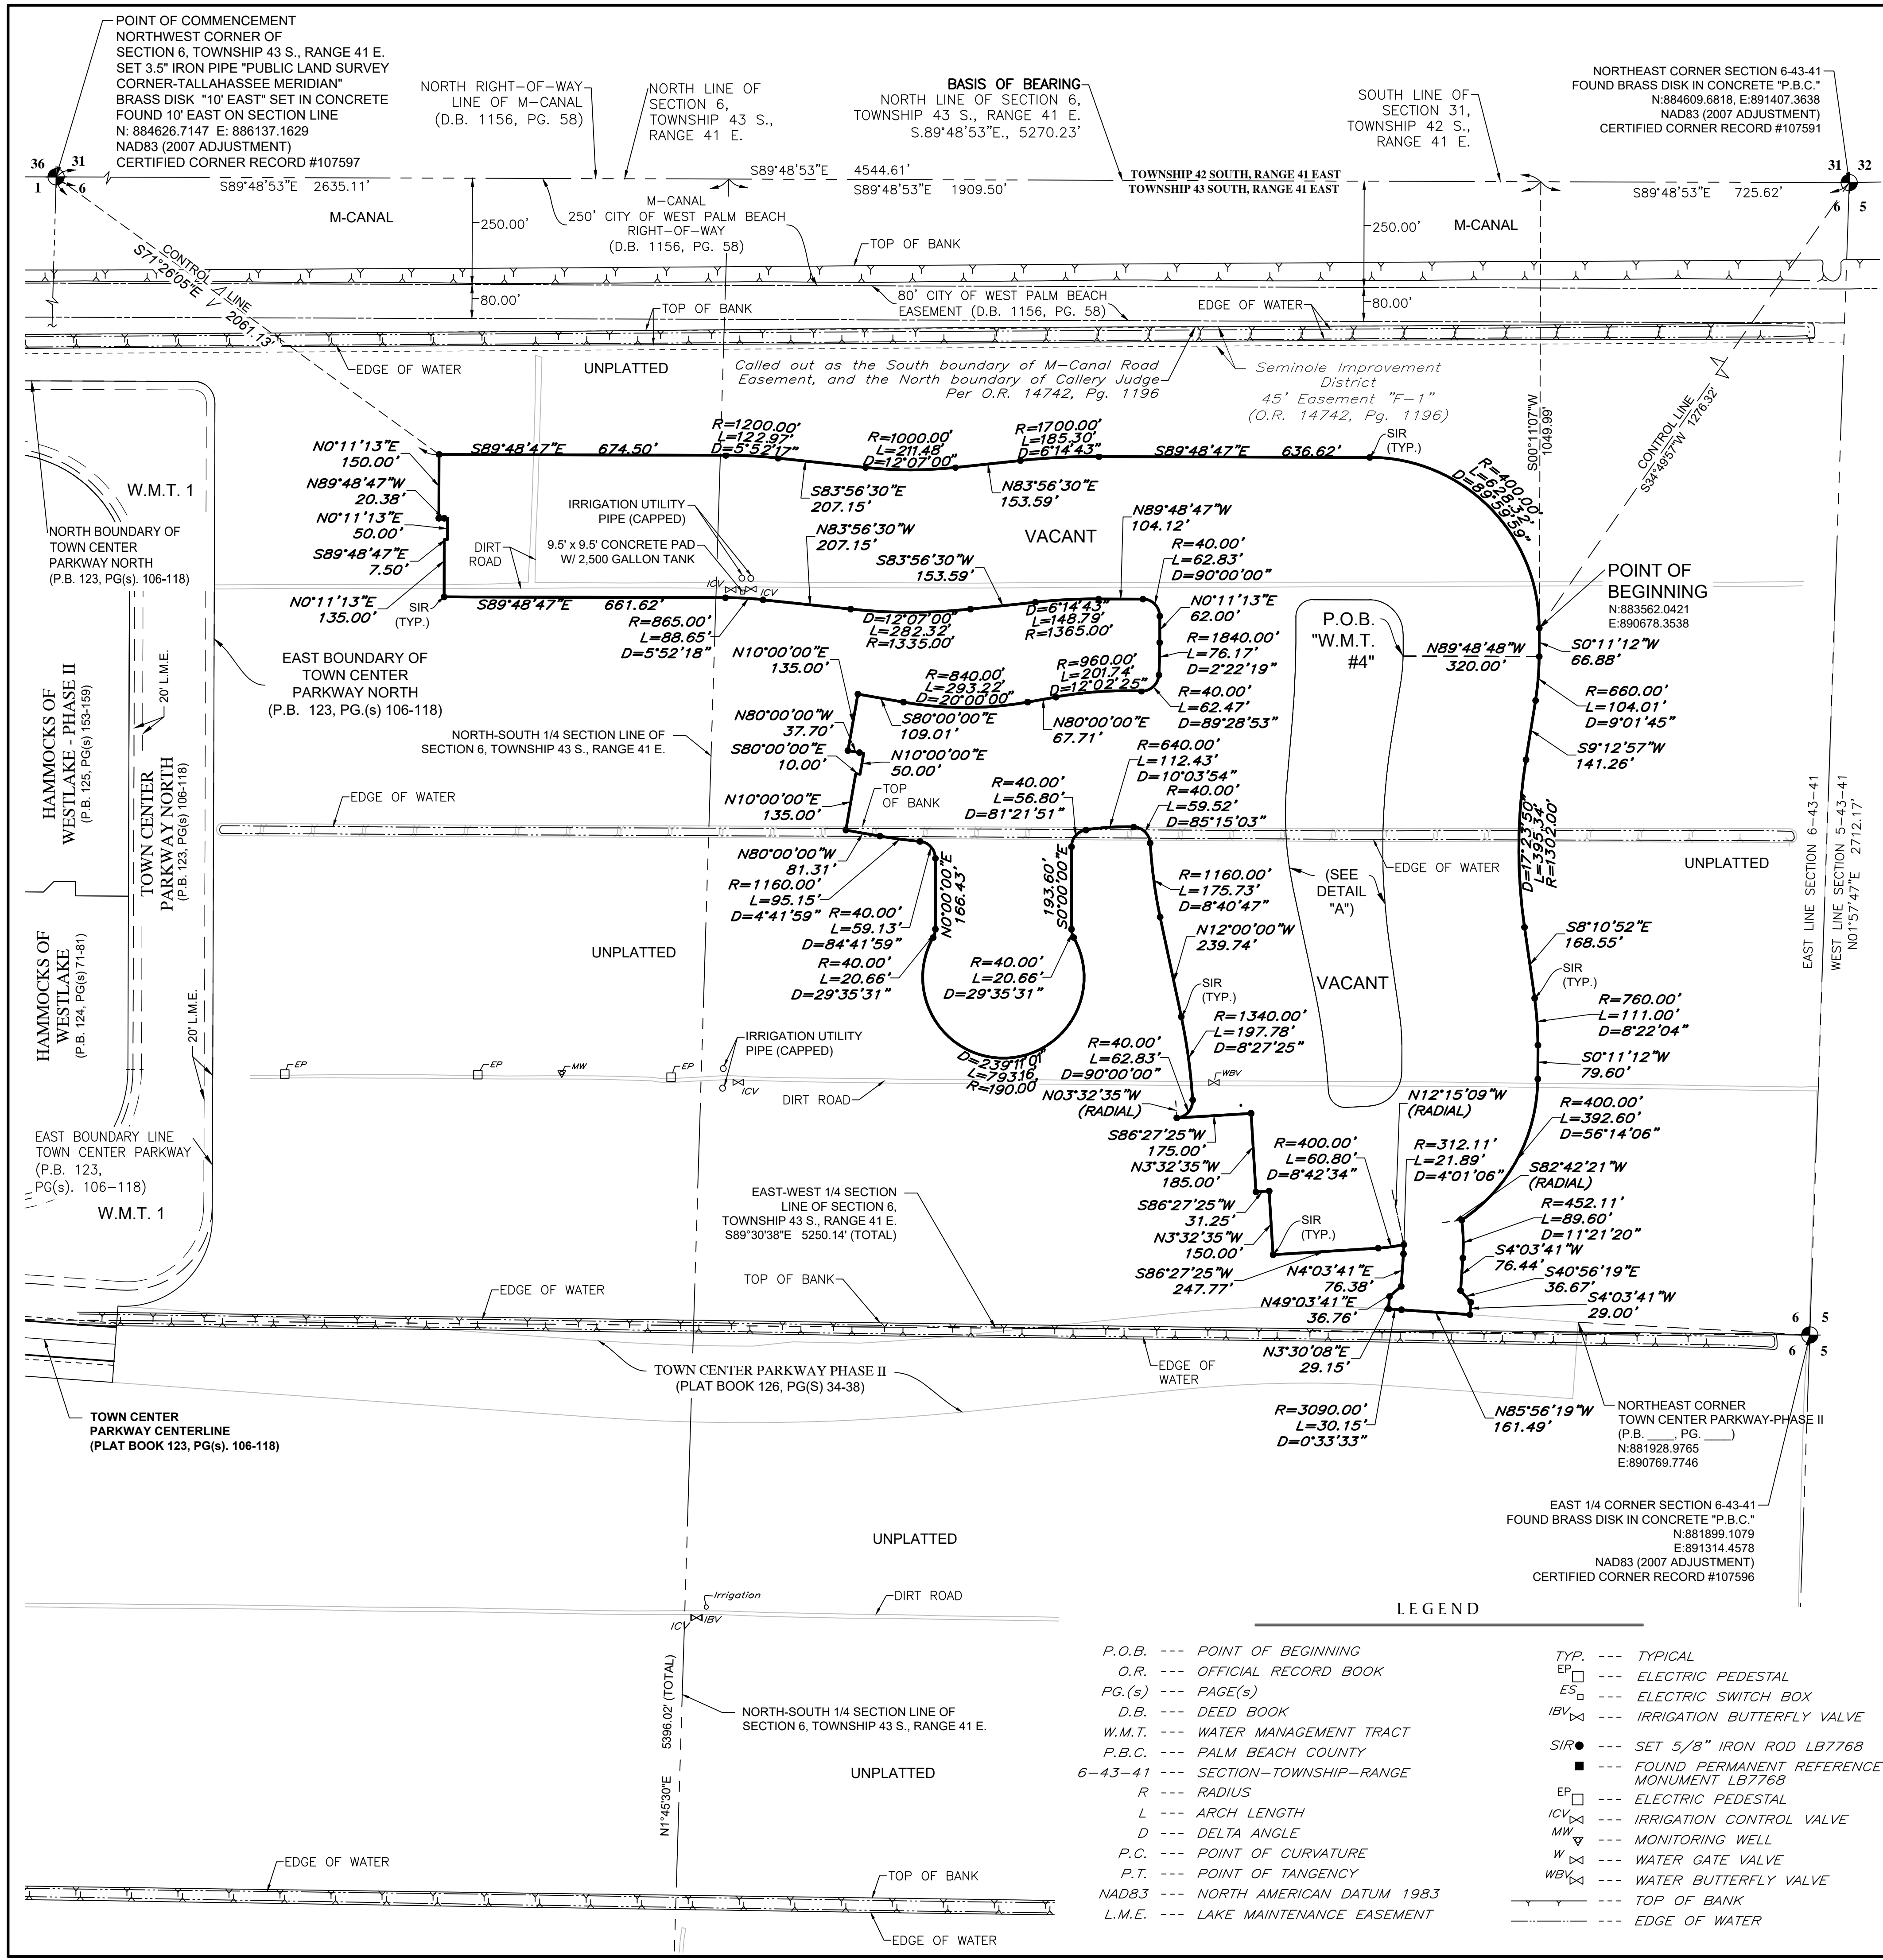 POINT OF COMMENCEMENT
NORTHWEST CORNER OF
SECTION 6, TOWNSHIP 43 S., RANGE 41 E.
SET 3.5" IRON PIPE "PUBLIC LAND SURVEY
CORNER-TALLAHASSEE MERIDIAN"
BRASS DISK "10' EAST" SET IN CONCRETE
FOUND 10' EAST ON SECTION LINE
N: 884626.7147 E: 886137.1629
NAD83 (2007 ADJUSTMENT)
CERTIFIED CORNER RECORD #107597
NORTH RIGHT-OF-WAY
LINE OF M-CANAL
(D.B. 1156, PG. 58)
NORTH LINE OF
SECTION 6,
TOWNSHIP 43 S.,
RANGE 41 E.
BASIS OF BEARING
NORTH LINE OF SECTION 6,
TOWNSHIP 43 S., RANGE 41 E.
S.89°48'53"E., 5270.23'
SOUTH LINE OF
SECTION 31,
TOWNSHIP 42 S.,
RANGE 41 E.
NORTHEAST CORNER SECTION 6-43-41
FOUND BRASS DISK IN CONCRETE "P.B.C."
N:884609.6818, E:891407.3638
NAD83 (2007 ADJUSTMENT)
CERTIFIED CORNER RECORD #107591
36 31
1 6
31 32
6 5
S89°48'53"E 2635.11'
S89°48'53"E 4544.61'
S89°48'53"E 1909.50'
TOWNSHIP 42 SOUTH, RANGE 41 EAST
TOWNSHIP 43 SOUTH, RANGE 41 EAST
S89°48'53"E 725.62'
M-CANAL
250.00'
M-CANAL
250' CITY OF WEST PALM BEACH
RIGHT-OF-WAY
(D.B. 1156, PG. 58)
TOP OF BANK
250.00'
M-CANAL
CONTROL LINE
S71°26'05"E 2061.13'
80.00'
TOP OF BANK
80' CITY OF WEST PALM BEACH
EASEMENT (D.B. 1156, PG. 58)
EDGE OF WATER
80.00'
EDGE OF WATER
UNPLATTED
Called out as the South boundary of M-Canal Road
Easement, and the North boundary of Callery Judge
Per O.R. 14742, Pg. 1196
Seminole Improvement
District
45' Easement "F-1"
(O.R. 14742, Pg. 1196)
S00°11'07"W
1049.99'
CONTROL LINE
S34°49'57"W 1276.32'
N0°11'13"E
150.00'
N89°48'47"W
20.38'
N0°11'13"E
50.00'
S89°48'47"E
7.50'
N0°11'13"E
135.00'
SIR
(TYP.)
S89°48'47"E 674.50'
R=1200.00'
L=122.97'
D=5°52'17"
R=1000.00'
L=211.48'
D=12°07'00"
R=1700.00'
L=185.30'
D=6°14'43"
S89°48'47"E 636.62'
SIR
(TYP.)
R=400.00'
L=628.32'
D=89°59'59"
S83°56'30"E
207.15'
N83°56'30"E
153.59'
W.M.T. 1
NORTH BOUNDARY OF
TOWN CENTER
PARKWAY NORTH
(P.B. 123, PG(s). 106-118)
IRRIGATION UTILITY
PIPE (CAPPED)
DIRT
ROAD
9.5' x 9.5' CONCRETE PAD
W/ 2,500 GALLON TANK
N83°56'30"W
207.15'
VACANT
S83°56'30"W
153.59'
N89°48'47"W
104.12'
R=40.00'
L=62.83'
D=90°00'00"
POINT OF
BEGINNING
N:883562.0421
E:890678.3538
ICV
ICV
S89°48'47"E 661.62'
R=865.00'
L=88.65'
D=5°52'18"
D=12°07'00"
L=282.32'
R=1335.00'
D=6°14'43"
L=148.79'
R=1365.00'
N0°11'13"E
62.00'
R=1840.00'
L=76.17'
D=2°22'19"
P.O.B.
"W.M.T.
#4"
N89°48'48"W
320.00'
S0°11'12"W
66.88'
EAST BOUNDARY OF
TOWN CENTER
PARKWAY NORTH
(P.B. 123, PG.(s) 106-118)
20' L.M.E.
HAMMOCKS OF
WESTLAKE - PHASE II
(P.B. 125, PG(s) 153-159)
TOWN CENTER
PARKWAY NORTH
(P.B. 123, PG(s) 106-118)
N10°00'00"E
135.00'
R=840.00'
L=293.22'
D=20°00'00"
R=960.00'
L=201.74'
D=12°02'25"
R=40.00'
L=62.47'
D=89°28'53"
R=660.00'
L=104.01'
D=9°01'45"
S9°12'57"W
141.26'
NORTH-SOUTH 1/4 SECTION LINE OF
SECTION 6, TOWNSHIP 43 S., RANGE 41 E.
N80°00'00"W
37.70'
S80°00'00"E
10.00'
S80°00'00"E
109.01'
N80°00'00"E
67.71'
N10°00'00"E
50.00'
R=640.00'
L=112.43'
D=10°03'54"
EDGE OF WATER
N10°00'00"E
135.00'
TOP
OF BANK
R=40.00'
L=56.80'
D=81°21'51"
R=40.00'
L=59.52'
D=85°15'03"
D=17°23'50"
L=395.34'
R=1302.00'
EAST LINE SECTION 6-43-41
WEST LINE SECTION 5-43-41
N01°57'47"E 2712.17'
N80°00'00"W
81.31'
R=1160.00'
L=95.15'
D=4°41'59"
R=40.00'
L=59.13'
D=84°41'59"
N0°00'00"E
166.43'
S0°00'00"E
193.60'
R=1160.00'
L=175.73'
D=8°40'47"
EDGE OF WATER
(SEE
DETAIL
"A")
UNPLATTED
N12°00'00"W
239.74'
S8°10'52"E
168.55'
HAMMOCKS OF
WESTLAKE
(P.B. 124, PG(s) 71-81)
20' L.M.E.
UNPLATTED
R=40.00'
L=20.66'
D=29°35'31"
R=40.00'
L=20.66'
D=29°35'31"
SIR
(TYP.)
VACANT
SIR
(TYP.)
R=760.00'
L=111.00'
D=8°22'04"
R=1340.00'
L=197.78'
D=8°27'25"
IRRIGATION UTILITY
PIPE (CAPPED)
R=40.00'
L=62.83'
D=90°00'00"
D=239°11'01"
L=793.16'
R=190.00'
EP
EP
MW
EP
ICV
WBV
DIRT ROAD
S0°11'12"W
79.60'
N03°32'35"W
(RADIAL)
N12°15'09"W
(RADIAL)
R=400.00'
L=392.60'
D=56°14'06"
EAST BOUNDARY LINE
TOWN CENTER PARKWAY
(P.B. 123,
PG(s). 106-118)
W.M.T. 1
S86°27'25"W
175.00'
N3°32'35"W
185.00'
R=400.00'
L=60.80'
D=8°42'34"
R=312.11'
L=21.89'
D=4°01'06"
S82°42'21"W
(RADIAL)
R=452.11'
L=89.60'
D=11°21'20"
EAST-WEST 1/4 SECTION
LINE OF SECTION 6,
TOWNSHIP 43 S., RANGE 41 E.
S89°30'38"E 5250.14' (TOTAL)
S86°27'25"W
31.25'
N3°32'35"W
150.00'
SIR
(TYP.)
S86°27'25"W
247.77'
N4°03'41"E
76.38'
S4°03'41"W
76.44'
S40°56'19"E
36.67'
N49°03'41"E
36.76'
S4°03'41"W
29.00'
EDGE OF WATER
TOP OF BANK
N3°30'08"E
29.15'
6 5
6 5
TOWN CENTER PARKWAY PHASE II
(PLAT BOOK 126, PG(S) 34-38)
EDGE OF
WATER
R=3090.00'
L=30.15'
D=0°33'33"
N85°56'19"W
161.49'
TOWN CENTER
PARKWAY CENTERLINE
(PLAT BOOK 123, PG(s). 106-118)
NORTHEAST CORNER
TOWN CENTER PARKWAY-PHASE II
(P.B. ____, PG. ____)
N:881928.9765
E:890769.7746
EAST 1/4 CORNER SECTION 6-43-41
FOUND BRASS DISK IN CONCRETE "P.B.C."
N:881899.1079
E:891314.4578
NAD83 (2007 ADJUSTMENT)
CERTIFIED CORNER RECORD #107596
UNPLATTED
Irrigation
ICV
IBV
DIRT ROAD
N1°45'30"E 5396.02' (TOTAL)
NORTH-SOUTH 1/4 SECTION LINE OF
SECTION 6, TOWNSHIP 43 S., RANGE 41 E.
UNPLATTED
EDGE OF WATER
TOP OF BANK
EDGE OF WATER
LEGEND
P.O.B. --- POINT OF BEGINNING
O.R. --- OFFICIAL RECORD BOOK
PG.(s) --- PAGE(s)
D.B. --- DEED BOOK
W.M.T. --- WATER MANAGEMENT TRACT
P.B.C. --- PALM BEACH COUNTY
6-43-41 --- SECTION-TOWNSHIP-RANGE
R --- RADIUS
L --- ARCH LENGTH
D --- DELTA ANGLE
P.C. --- POINT OF CURVATURE
P.T. --- POINT OF TANGENCY
NAD83 --- NORTH AMERICAN DATUM 1983
L.M.E. --- LAKE MAINTENANCE EASEMENT
TYP. --- TYPICAL
EP --- ELECTRIC PEDESTAL
ES --- ELECTRIC SWITCH BOX
IBV --- IRRIGATION BUTTERFLY VALVE
SIR --- SET 5/8" IRON ROD LB7768
--- FOUND PERMANENT REFERENCE
MONUMENT LB7768
EP --- ELECTRIC PEDESTAL
ICV --- IRRIGATION CONTROL VALVE
MW --- MONITORING WELL
W --- WATER GATE VALVE
WBV --- WATER BUTTERFLY VALVE
--- TOP OF BANK
--- EDGE OF WATER